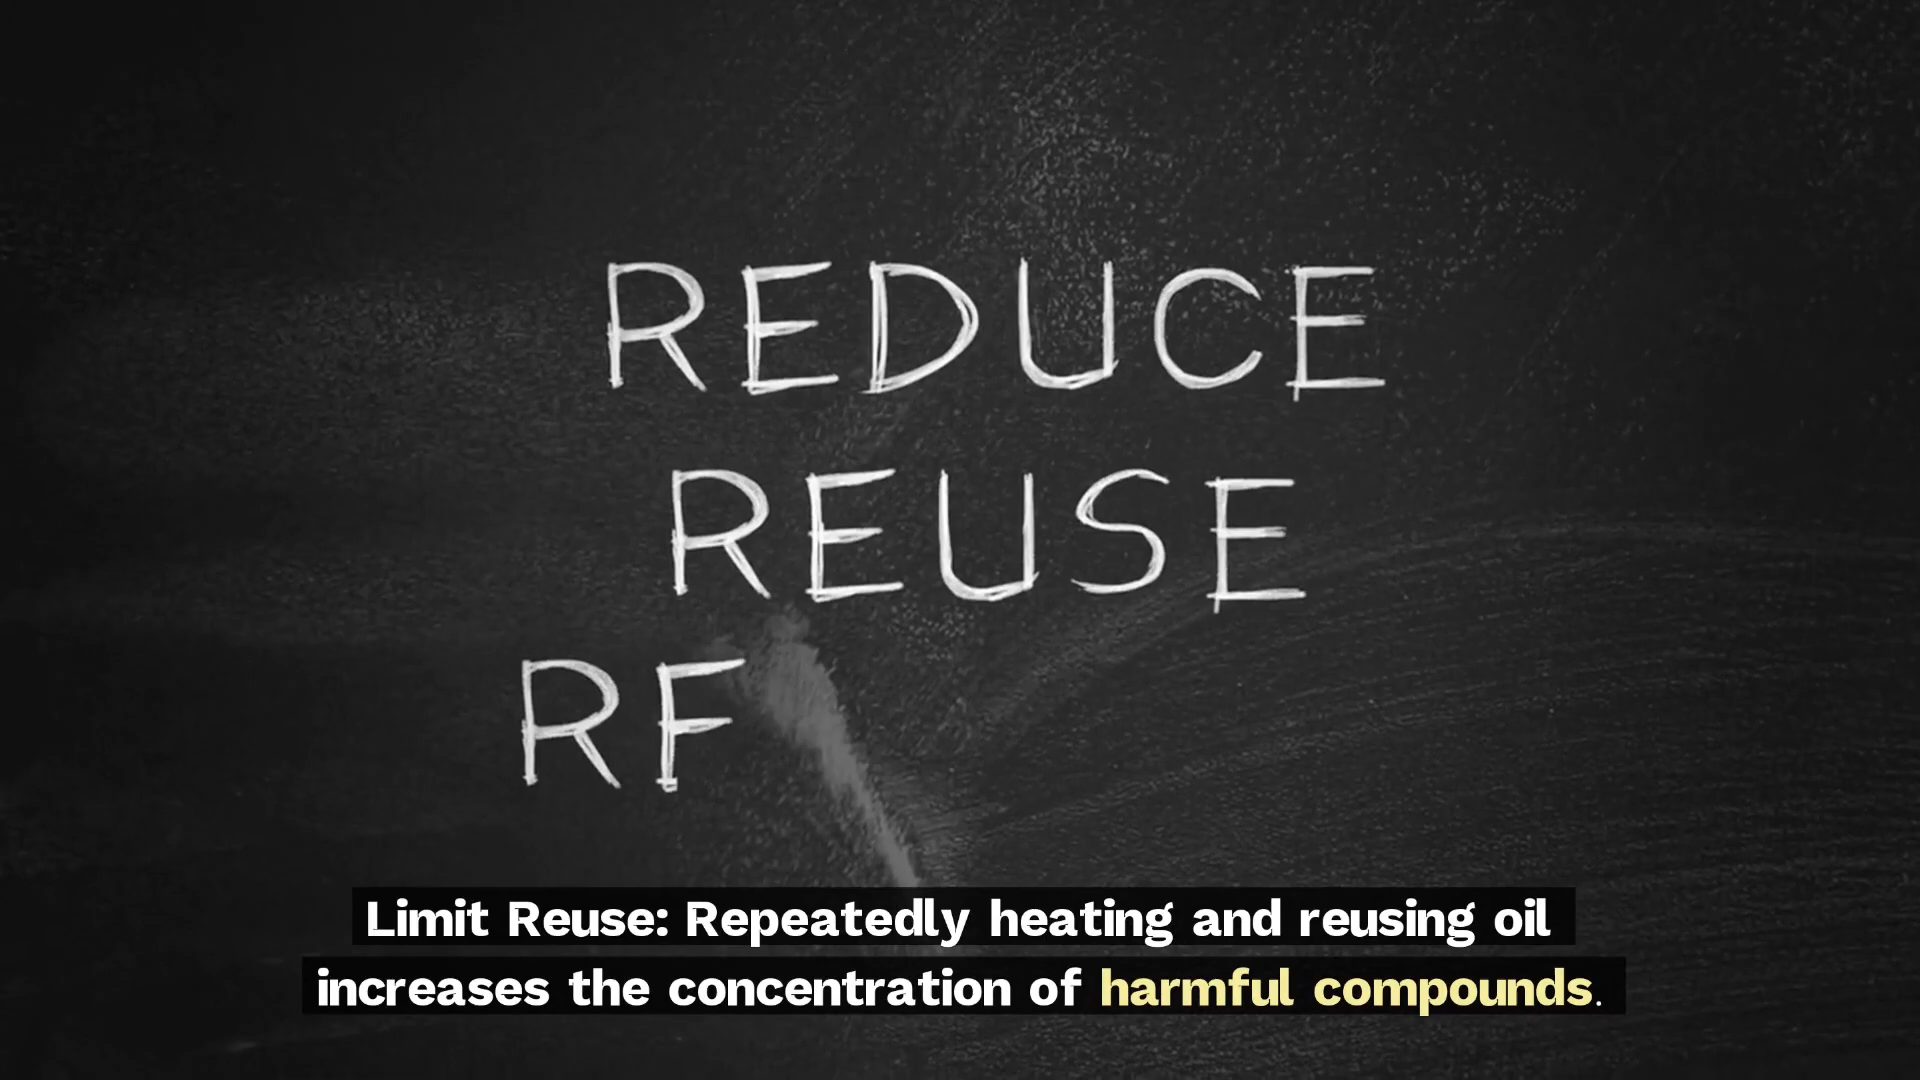 REDUCE
REUSE
RF
Limit Reuse: Repeatedly heating and reusing oil
increases the concentration of harmful compounds.